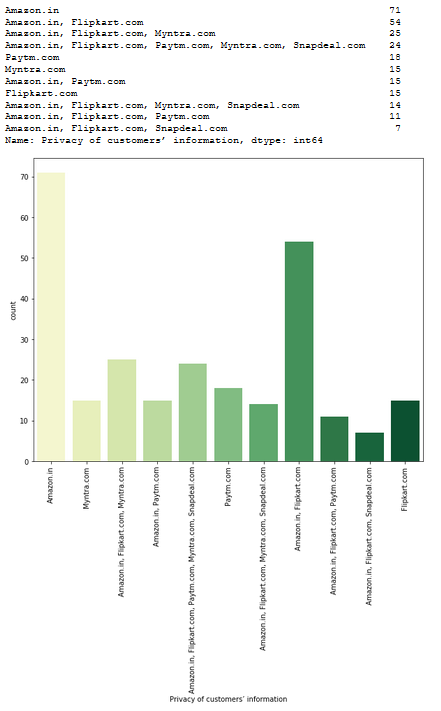 Amazon.in 71
Amazon.in, Flipkart.com 54
Amazon.in, Flipkart.com, Myntra.com 25
Amazon.in, Flipkart.com, Paytm.com, Myntra.com, Snapdeal.com 24
Paytm.com 18
Myntra.com 15
Amazon.in, Paytm.com 15
Flipkart.com 15
Amazon.in, Flipkart.com, Myntra.com, Snapdeal.com 14
Amazon.in, Flipkart.com, Paytm.com 11
Amazon.in, Flipkart.com, Snapdeal.com 7
Name: Privacy of customers’ information, dtype: int64
70
60
50
40
30
20
10
0
count
Amazon.in
Myntra.com
Amazon.in, Flipkart.com, Myntra.com
Amazon.in, Paytm.com
Amazon.in, Flipkart.com, Paytm.com, Myntra.com, Snapdeal.com
Paytm.com
Amazon.in, Flipkart.com, Myntra.com, Snapdeal.com
Amazon.in, Flipkart.com
Amazon.in, Flipkart.com, Paytm.com
Amazon.in, Flipkart.com, Snapdeal.com
Flipkart.com
Privacy of customers’ information